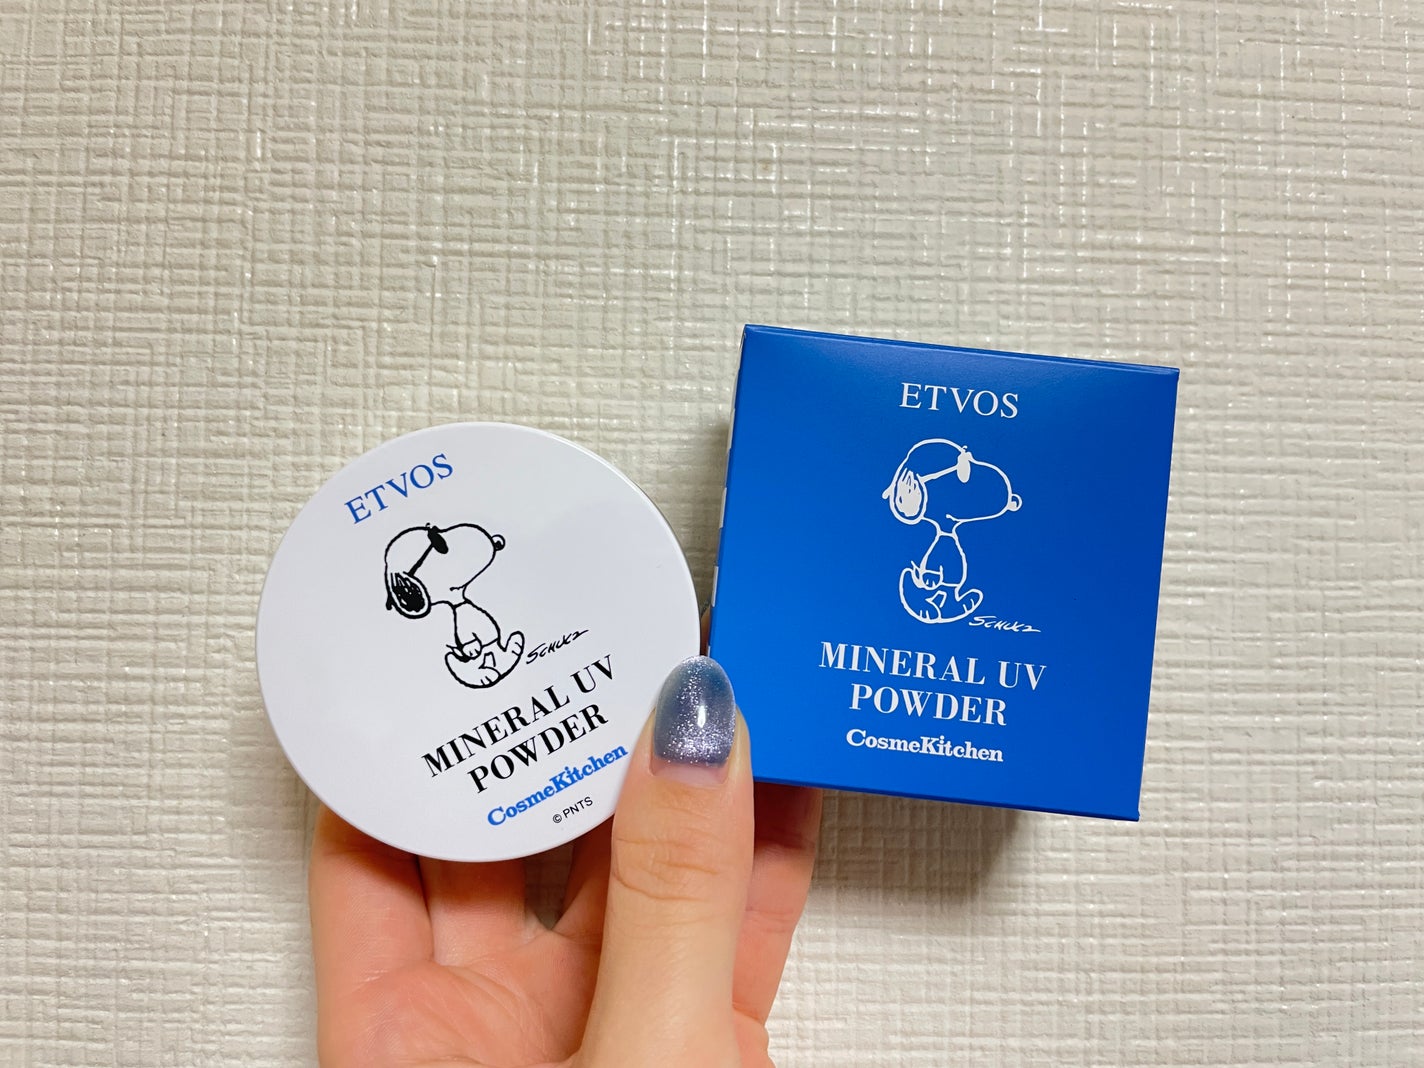 ETVOS
SCHULZ
MINERAL UV
POWDER
CosmeKitchen
© PNTS
ETVOS
SCHULZ
MINERAL UV
POWDER
CosmeKitchen